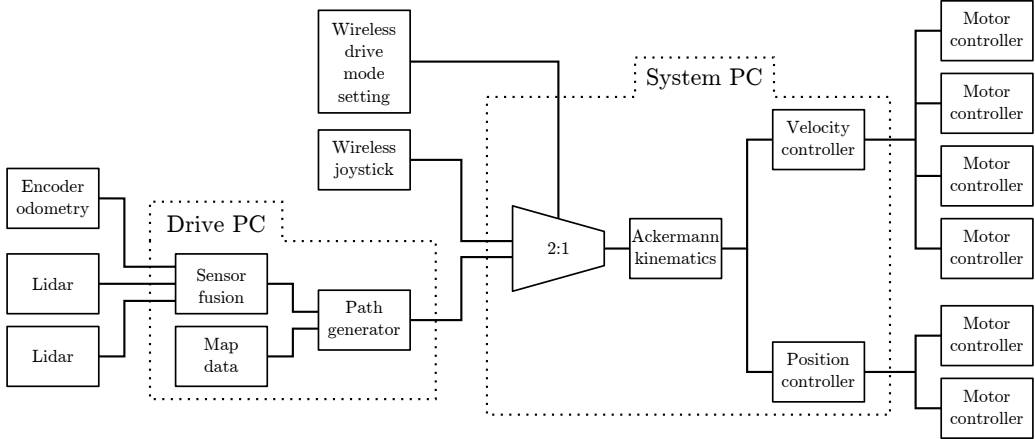 Wireless
drive
mode
setting
System PC
Motor
controller
Motor
controller
Velocity
controller
Wireless
joystick
Motor
controller
Encoder
odometry
Drive PC
2:1
Ackermann
kinematics
Motor
controller
Lidar
Sensor
fusion
Path
generator
Motor
controller
Lidar
Map
data
Position
controller
Motor
controller